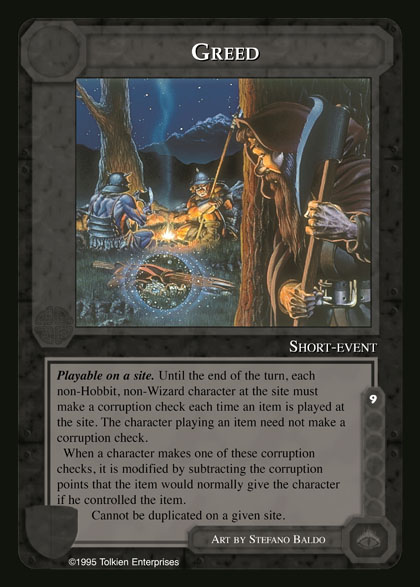 Greed
Short-event
Playable on a site. Until the end of the turn, each
non-Hobbit, non-Wizard character at the site must
make a corruption check each time an item is played at
the site. The character playing an item need not make a
corruption check.
When a character makes one of these corruption
checks, it is modified by subtracting the corruption
points that the item would normally give the character
if he controlled the item.
Cannot be duplicated on a given site.
9
Art by Stefano Baldo
©1995 Tolkien Enterprises